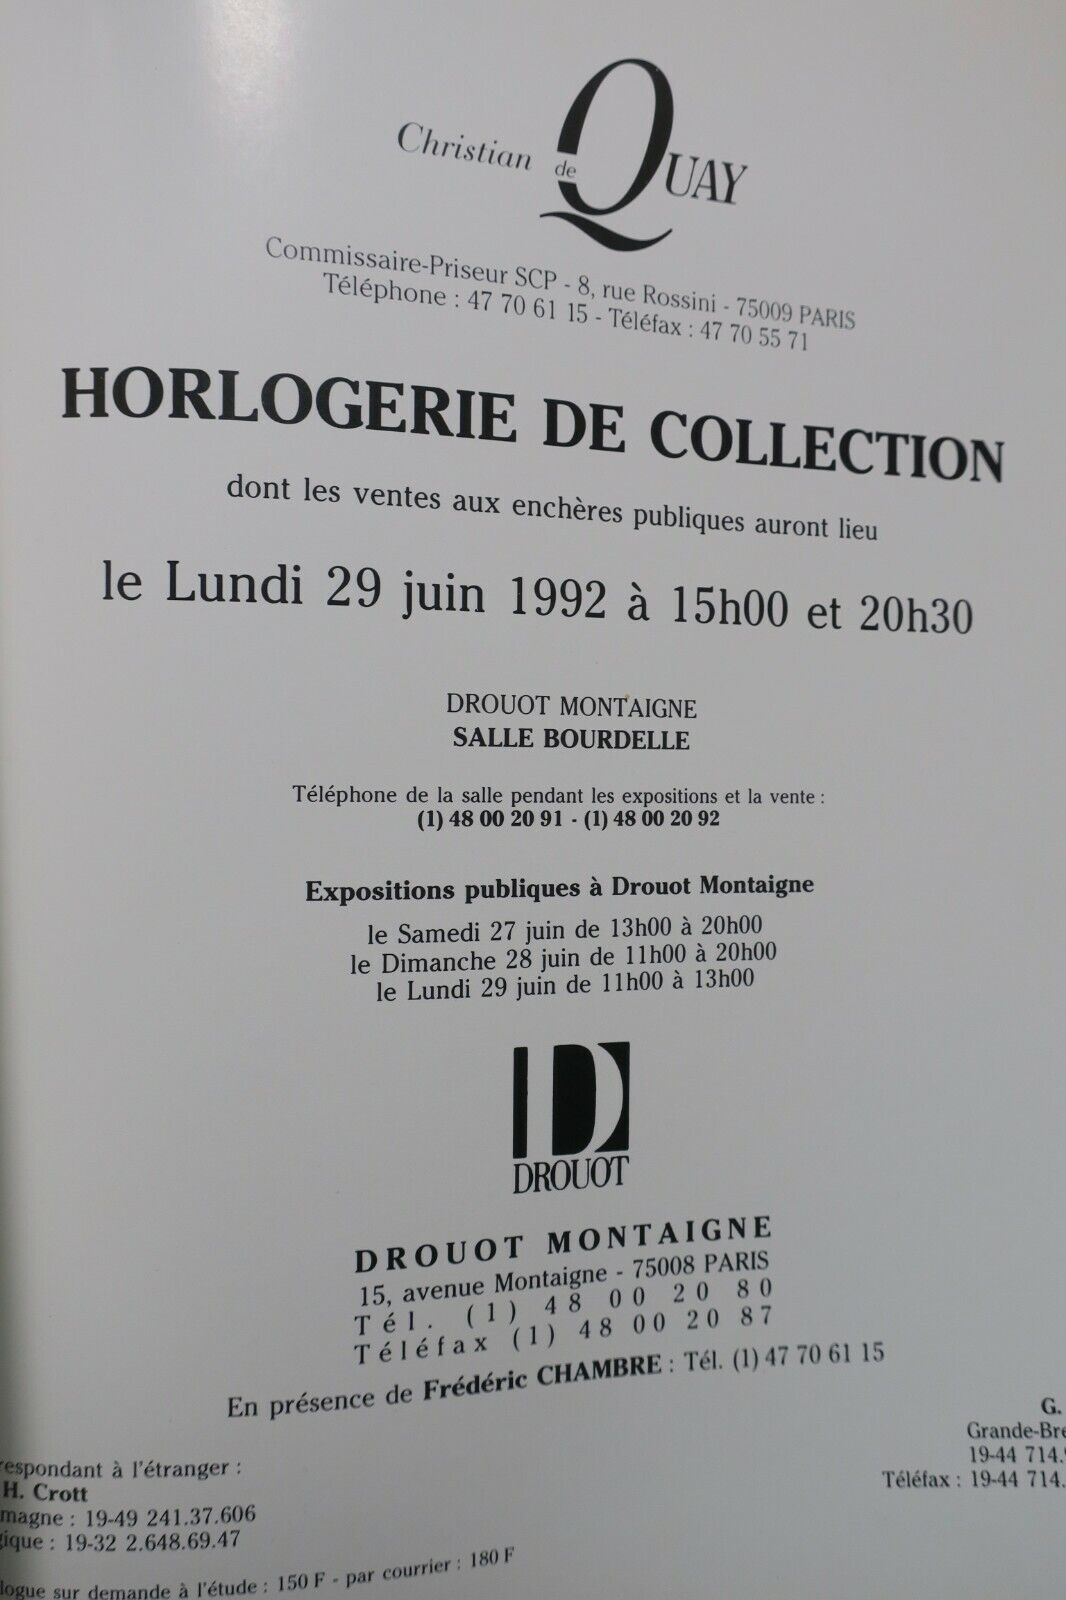 Christian de QUAY
Commissaire-Priseur SCP - 8, rue Rossini - 75009 PARIS
Téléphone : 47 70 61 15 - Téléfax : 47 70 55 71
HORLOGERIE DE COLLECTION
dont les ventes aux enchères publiques auront lieu
le Lundi 29 juin 1992 à 15h00 et 20h30
DROUOT MONTAIGNE
SALLE BOURDELLE
Téléphone de la salle pendant les expositions et la vente :
(1) 48 00 20 91 - (1) 48 00 20 92
Expositions publiques à Drouot Montaigne
le Samedi 27 juin de 13h00 à 20h00
le Dimanche 28 juin de 11h00 à 20h00
le Lundi 29 juin de 11h00 à 13h00
D
DROUOT
DROUOT MONTAIGNE
15, avenue Montaigne - 75008 PARIS
Tél. (1) 48 00 20 80
Téléfax (1) 48 00 20 87
En présence de Frédéric CHAMBRE : Tél. (1) 47 70 61 15
respondant à l'étranger :
H. Crott
magne : 19-49 241.37.606
gique : 19-32 2.648.69.47
logue sur demande à l'étude : 150 F - par courrier : 180 F
G.
Grande-Bre
19-44 714.
Téléfax : 19-44 714.